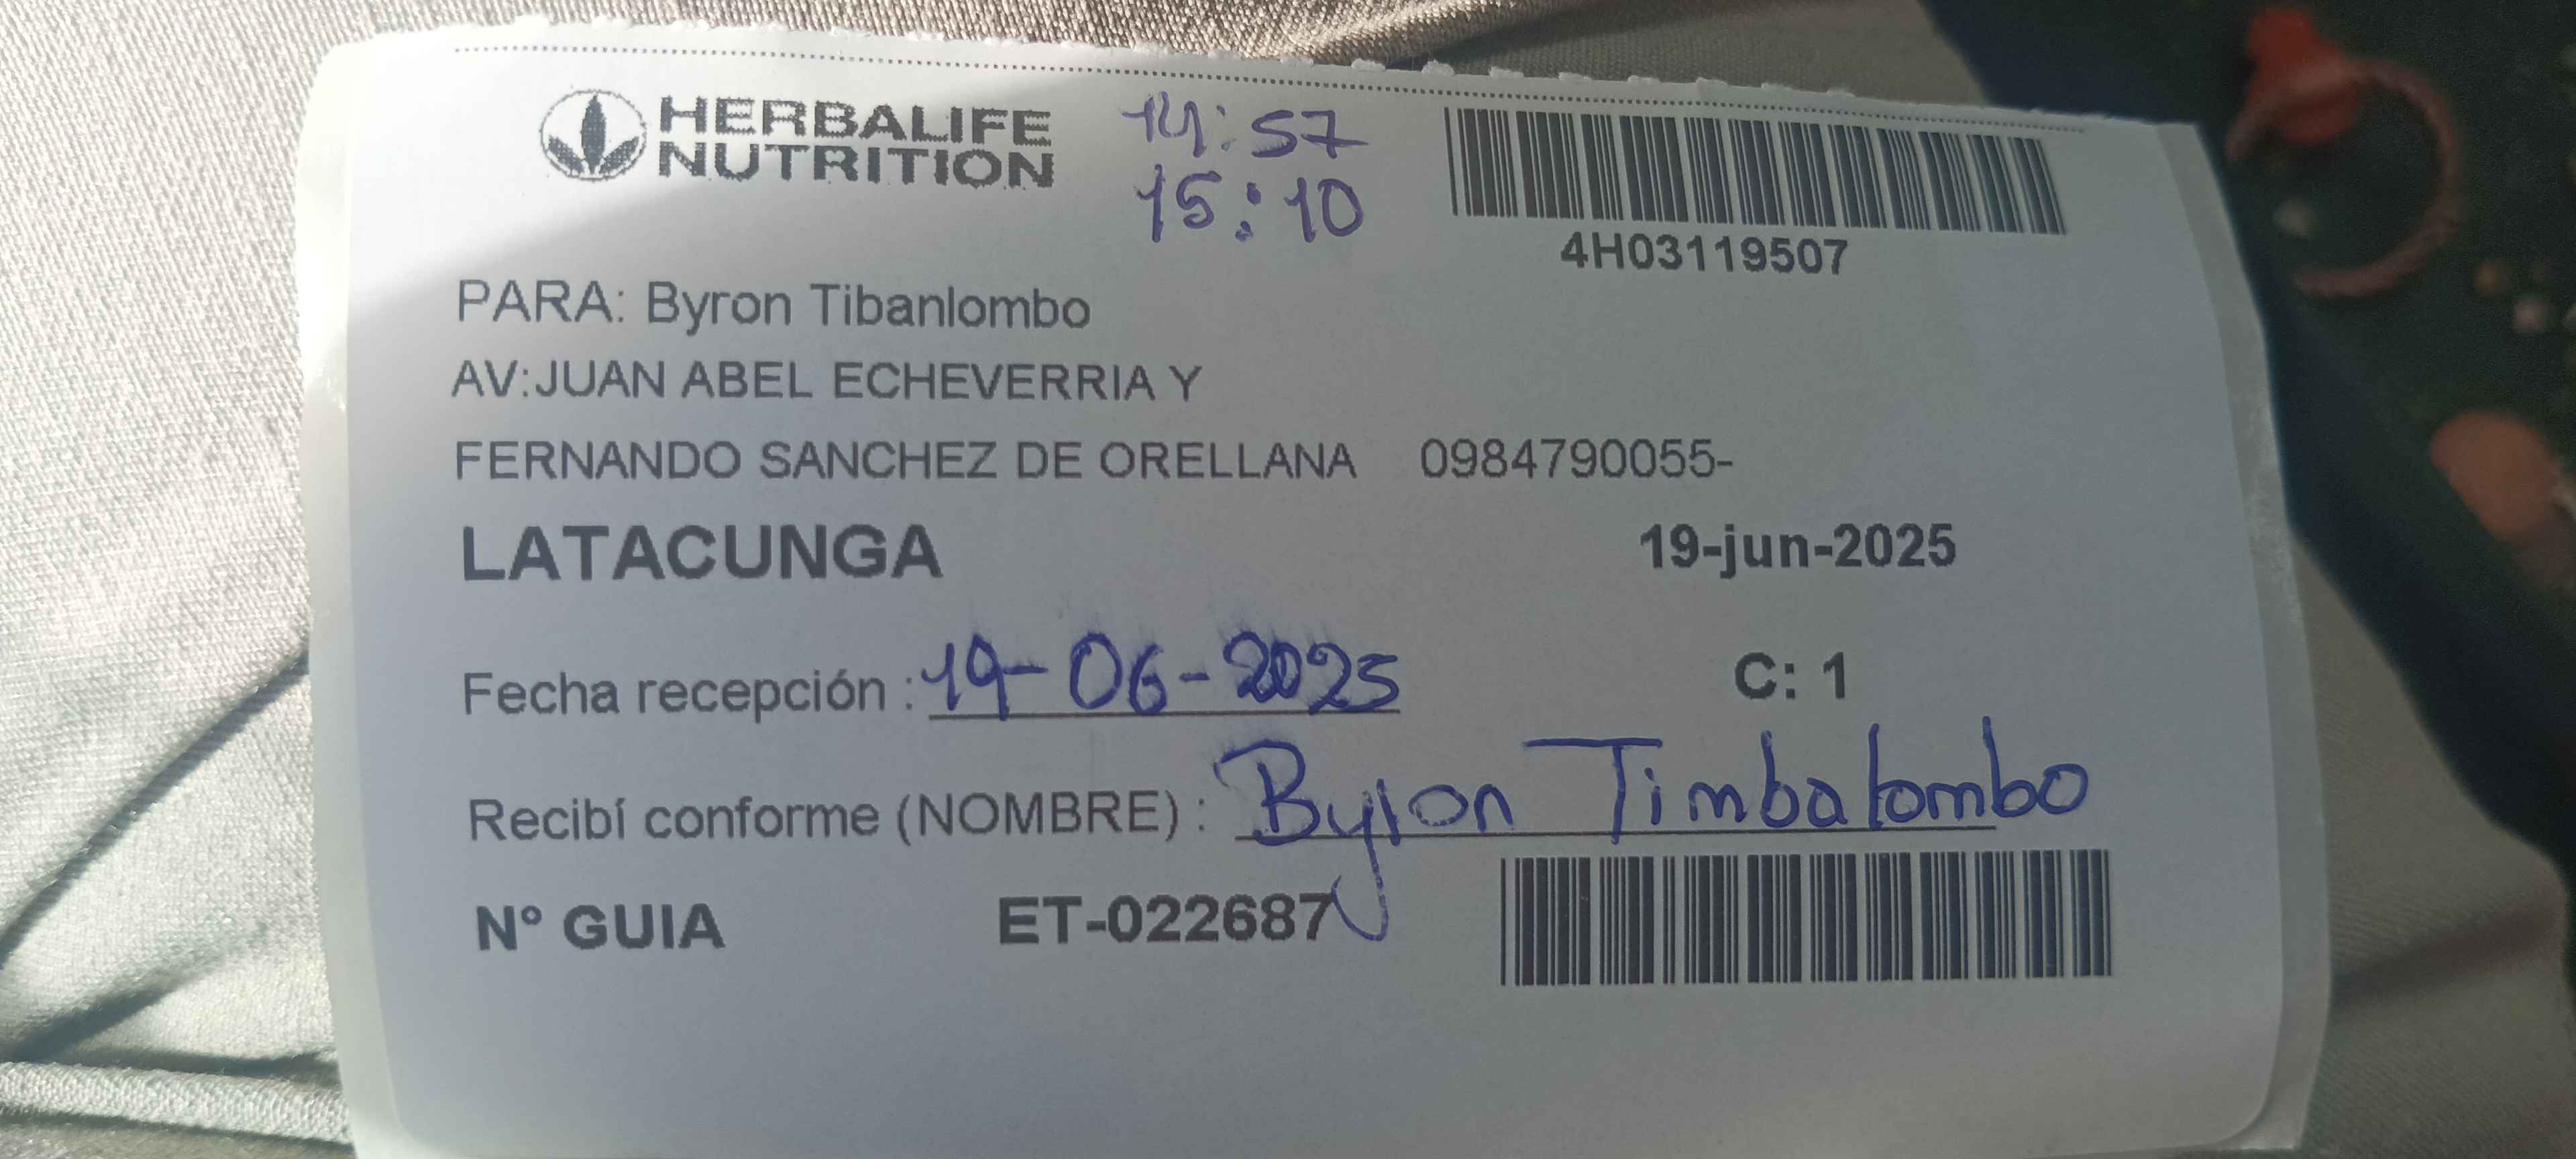 HERBALIFE
NUTRITION
14:57
15:10
4H03119507
PARA: Byron Tibanlombo
AV:JUAN ABEL ECHEVERRIA Y
FERNANDO SANCHEZ DE ORELLANA 0984790055-
LATACUNGA 19-jun-2025
Fecha recepción : 19-06-2025 C: 1
Recibí conforme (NOMBRE) : Byron Timbalombo
N° GUIA ET-022687